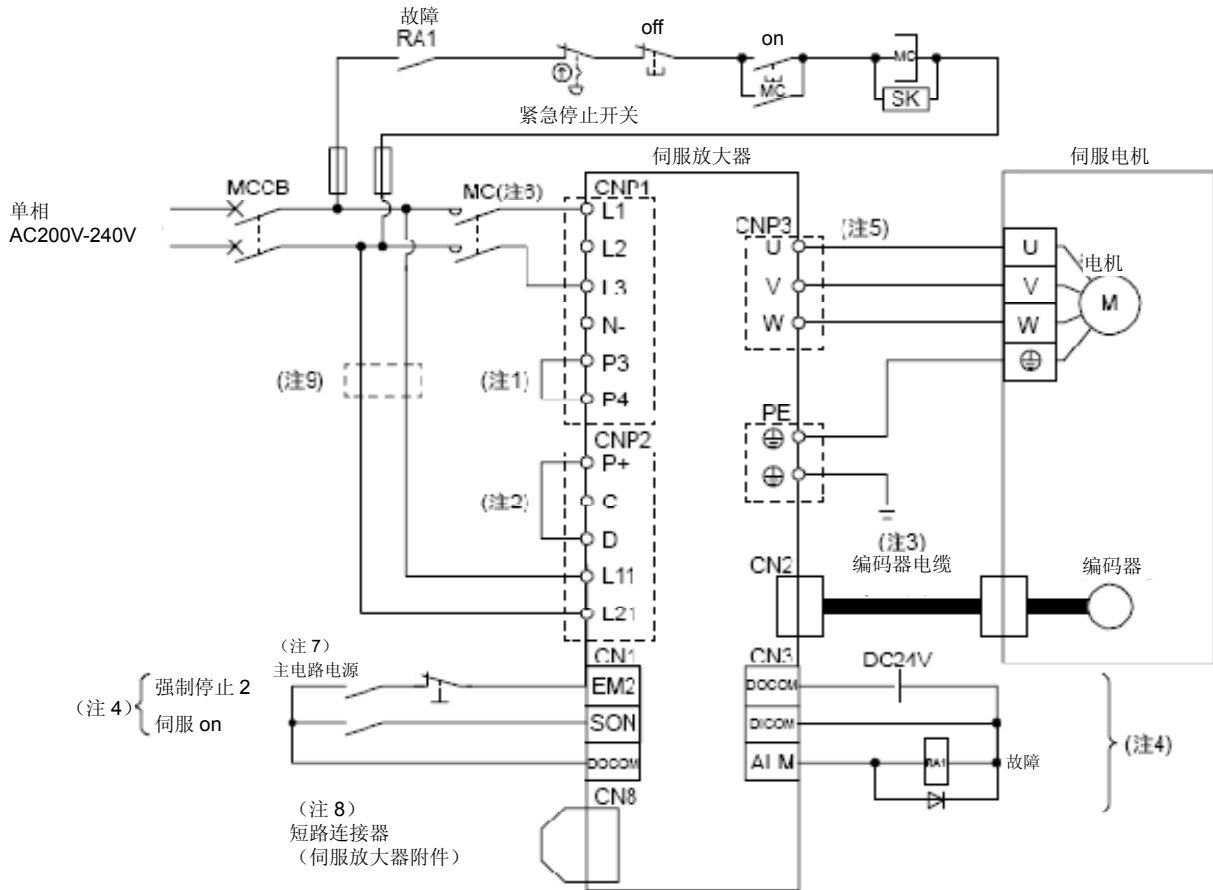 故障
RA1
off
on
MC
MC
SK
紧急停止开关
伺服放大器
伺服电机
MCCB
MC(注6)
CNP1
单相
AC200V-240V
L1
L2
L3
N-
P3
P4
(注1)
(注9)
CNP3
(注5)
U
V
W
U
V
W
电机
M
PE
CNP2
P+
C
D
(注2)
L11
L21
(注3)
CN2
编码器电缆
编码器
CN1
CN3
DC24V
（注 7）
主电路电源
（注 4）
强制停止 2
伺服 on
EM2
SON
DOCOM
DOCOM
DICOM
ALM
RA1
故障
(注4)
CN8
（注 8）
短路连接器
（伺服放大器附件）